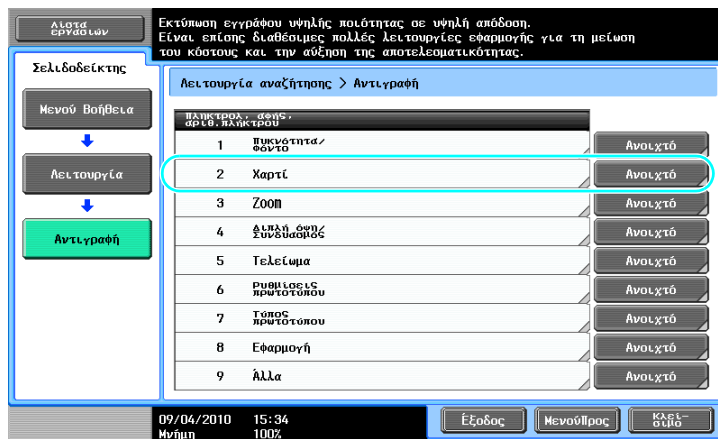 Λίστα
εργασιών
Εκτύπωση εγγράφου υψηλής ποιότητας σε υψηλή απόδοση.
Είναι επίσης διαθέσιμες πολλές λειτουργίες εφαρμογής για τη μείωση
του κόστους και την αύξηση της αποτελεσματικότητας.
Σελιδοδείκτης
Μενού Βοήθεια
Λειτουργία
Αντιγραφή
Λειτουργία αναζήτησης > Αντιγραφή
Πληκτρολ. αφής,
αριθ.πλήκτρου
1 Πυκνότητα/
φόντο Ανοιχτό
2 Χαρτί Ανοιχτό
3 Zoom Ανοιχτό
4 Διπλή όψη/
Συνδυασμός Ανοιχτό
5 Τελείωμα Ανοιχτό
6 Ρυθμίσεις
πρωτοτύπου Ανοιχτό
7 Τύπος
πρωτοτύπου Ανοιχτό
8 Εφαρμογή Ανοιχτό
9 Άλλα Ανοιχτό
09/04/2010 15:34
Μνήμη 100%
Έξοδος
ΜενούΠρος
Κλεί-
σιμο